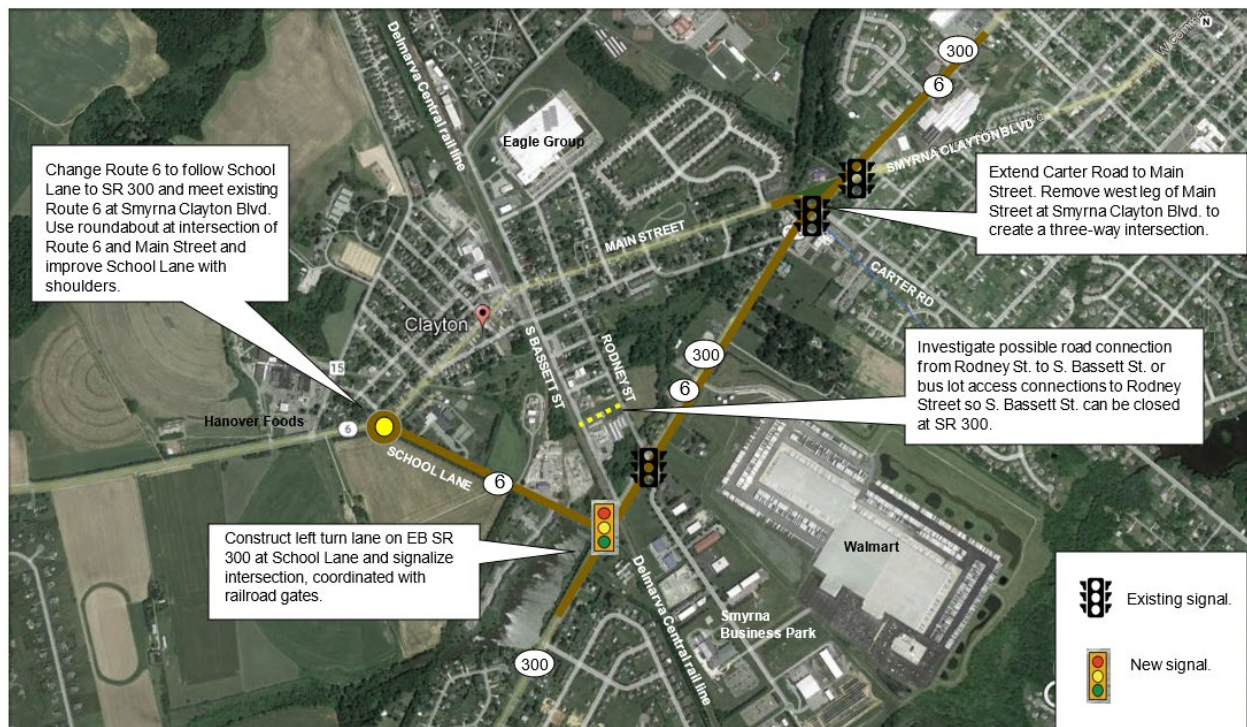 300
6
N
Delmarva Central rail line
Eagle Group
SMYRNA CLAYTON BLVD
Change Route 6 to follow School
Lane to SR 300 and meet existing
Route 6 at Smyrna Clayton Blvd.
Use roundabout at intersection of
Route 6 and Main Street and
improve School Lane with
shoulders.
Extend Carter Road to Main
Street. Remove west leg of Main
Street at Smyrna Clayton Blvd. to
create a three-way intersection.
MAIN STREET
CARTER RD
Clayton
S BASSETT ST
RODNEY ST
300
6
15
Investigate possible road connection
from Rodney St. to S. Bassett St. or
bus lot access connections to Rodney
Street so S. Bassett St. can be closed
at SR 300.
Hanover Foods
6
SCHOOL LANE
6
Construct left turn lane on EB SR
300 at School Lane and signalize
intersection, coordinated with
railroad gates.
Walmart
Delmarva Central rail line
Smyrna
Business Park
300
Existing signal.
New signal.